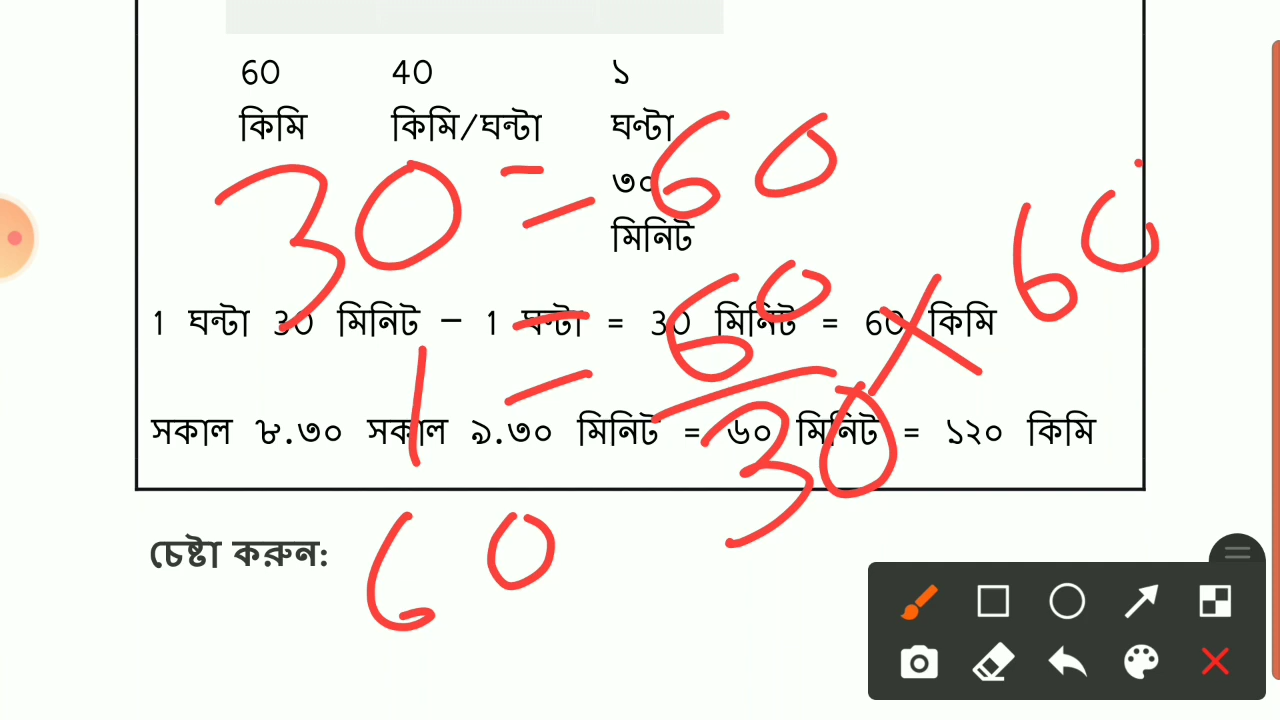 60 40 ১
কিমি কিমি/ঘন্টা ঘন্টা
৩০
মিনিট
30 = 60
1 ঘন্টা 30 মিনিট – 1 ঘন্টা = 30 মিনিট = 60 কিমি
1 = 60/30 × 60
সকাল ৮.৩০ সকাল ৯.৩০ মিনিট = ৬০ মিনিট = ১২০ কিমি
60
চেষ্টা করুন: